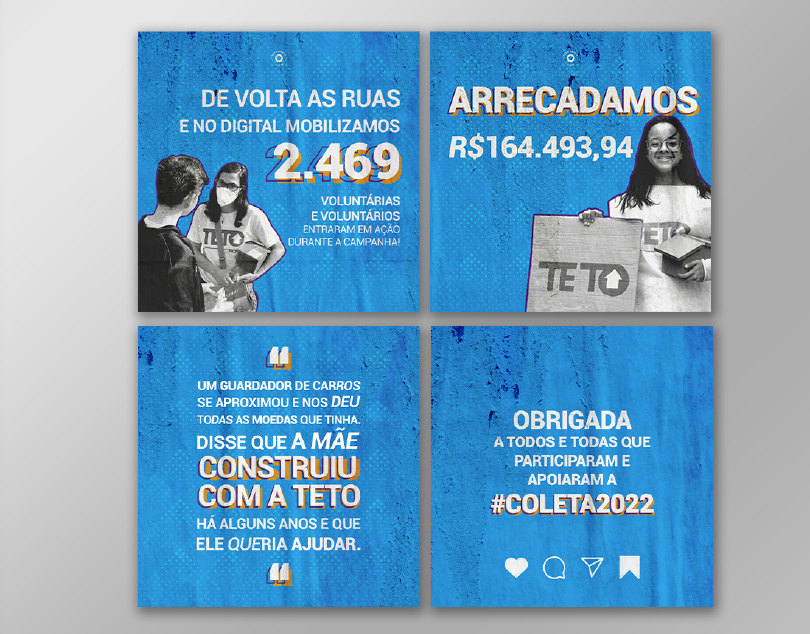 DE VOLTA AS RUAS
E NO DIGITAL MOBILIZAMOS
2.469
VOLUNTÁRIAS
E VOLUNTÁRIOS
ENTRARAM EM AÇÃO
DURANTE A CAMPANHA!
TETO
ARRECADAMOS
R$164.493,94
TETO
TETO
UM GUARDADOR DE CARROS
SE APROXIMOU E NOS DEU
TODAS AS MOEDAS QUE TINHA.
DISSE QUE A MÃE
CONSTRUIU
COM A TETO
HÁ ALGUNS ANOS E QUE
ELE QUERIA AJUDAR.
OBRIGADA
A TODOS E TODAS QUE
PARTICIPARAM E
APOIARAM A
#COLETA2022